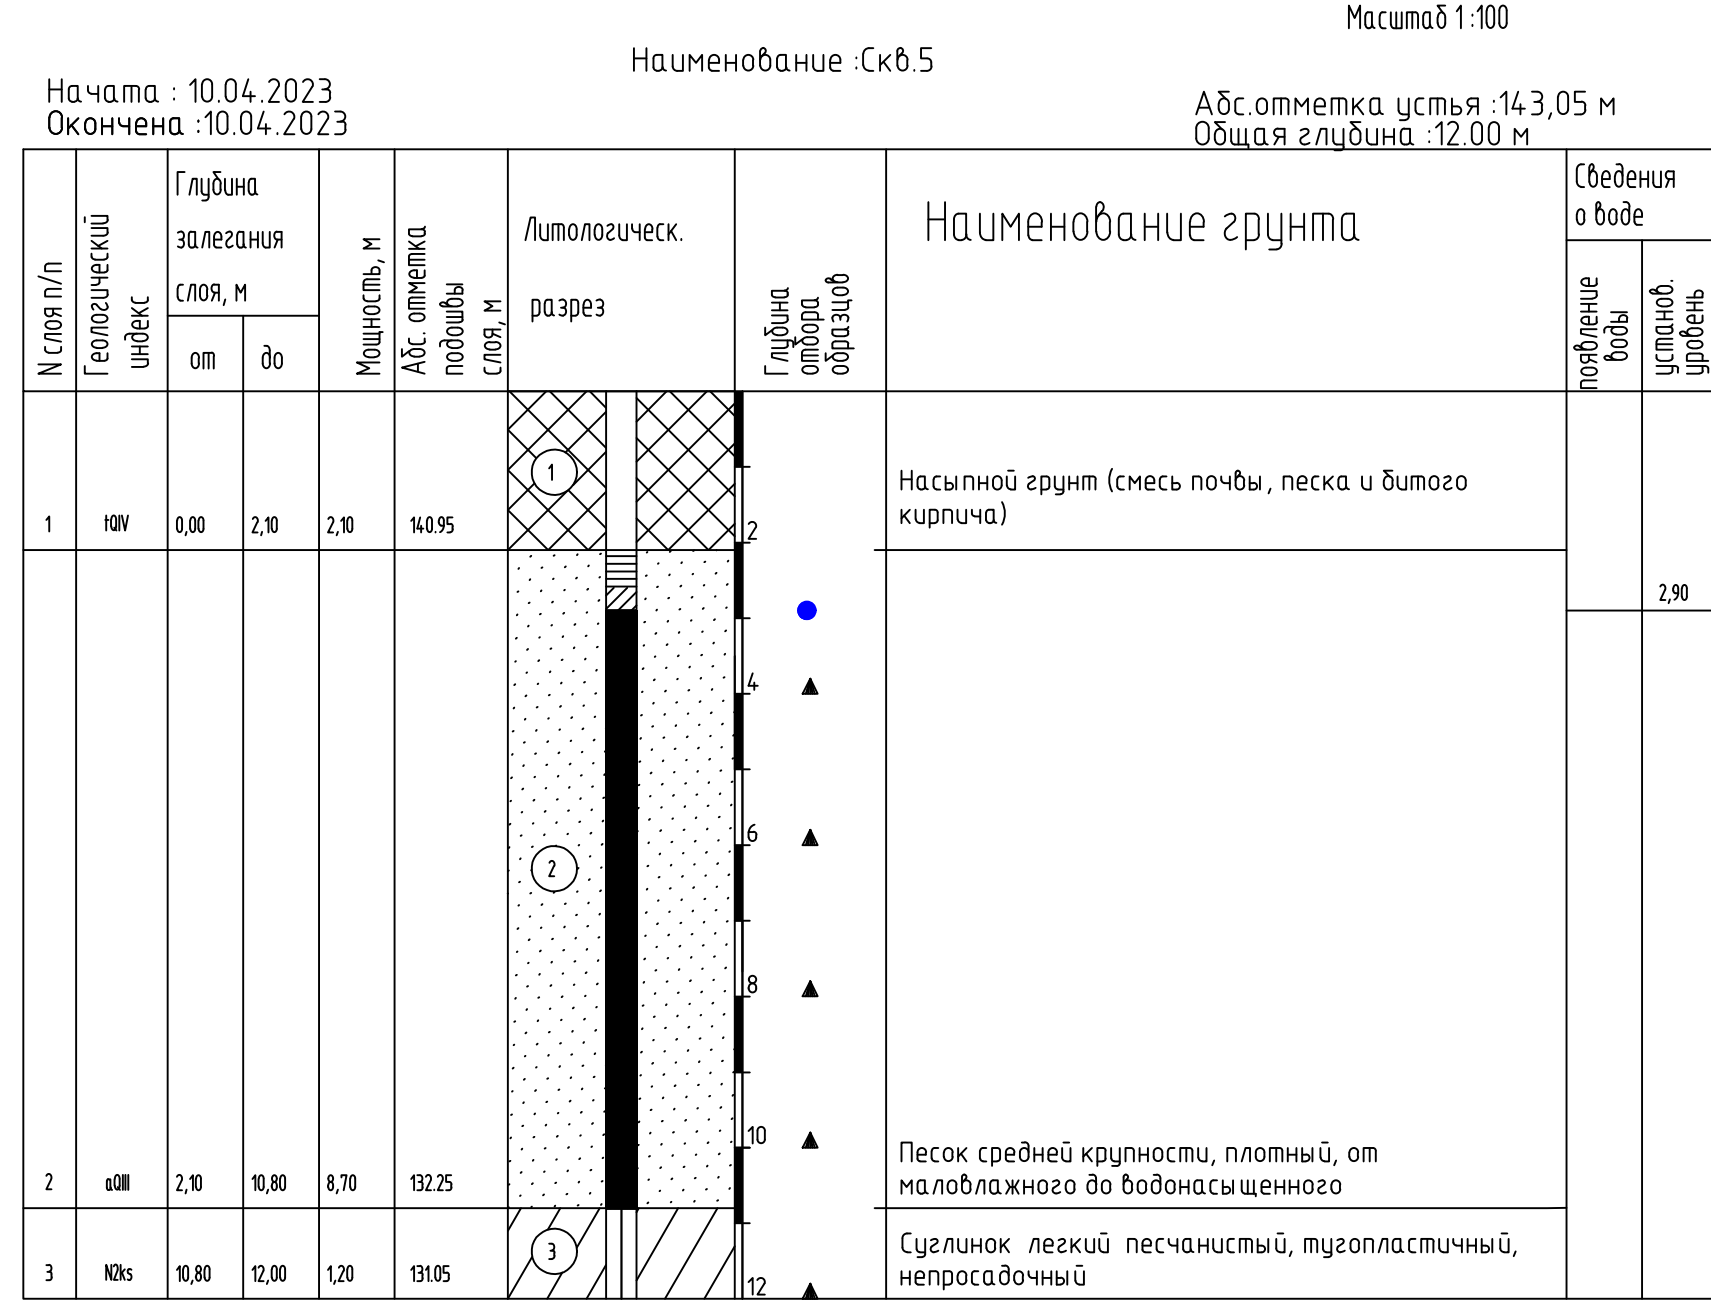 Масштаб 1:100
Наименование :Скв.5
Начата : 10.04.2023
Окончена :10.04.2023
Абс.отметка устья :143,05 м
Общая глубина :12.00 м
N слоя п/п
Геологический
индекс
Глубина
залегания
слоя, м
от
до
Мощность, м
Абс. отметка
подошвы
слоя, м
Литологическ.
разрез
Глубина
отбора
образцов
Наименование грунта
Сведения
о воде
появление
воды
установ.
уровень
1 tQIV 0,00 2,10 2,10 140.95
1
2
Насыпной грунт (смесь почвы, песка и битого
кирпича)
2,90
4
6
2
8
10
2 aQIII 2,10 10,80 8,70 132.25
Песок средней крупности, плотный, от
маловлажного до водонасыщенного
3 N2ks 10,80 12,00 1,20 131.05
3
12
Суглинок легкий песчанистый, тугопластичный,
непросадочный